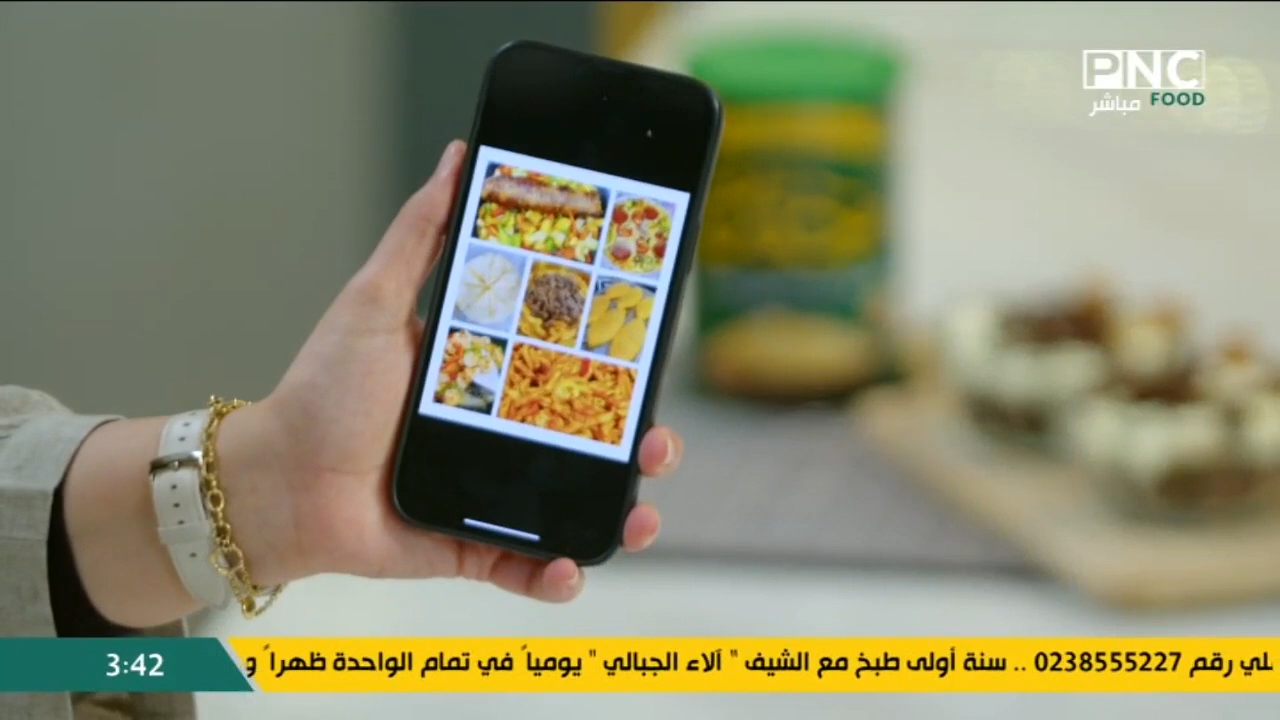 PNC
FOOD مباشر
ـلي رقم 0238555227 .. سنة أولى طبخ مع الشيف " آلاء الجبالي " يومياً في تمام الواحدة ظهراً و
3:42